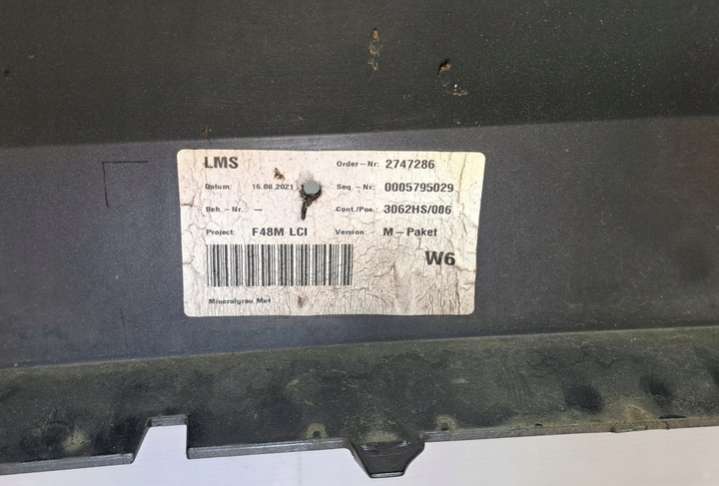 LMS Order-Nr: 2747286
Datum: 16.08.2021 Seq.-Nr: 0005795029
Beh.-Nr: — Cont./Pos: 3062HS/086
Project: F48M LCI Version: M-Paket
W6
Mineralgrau Met